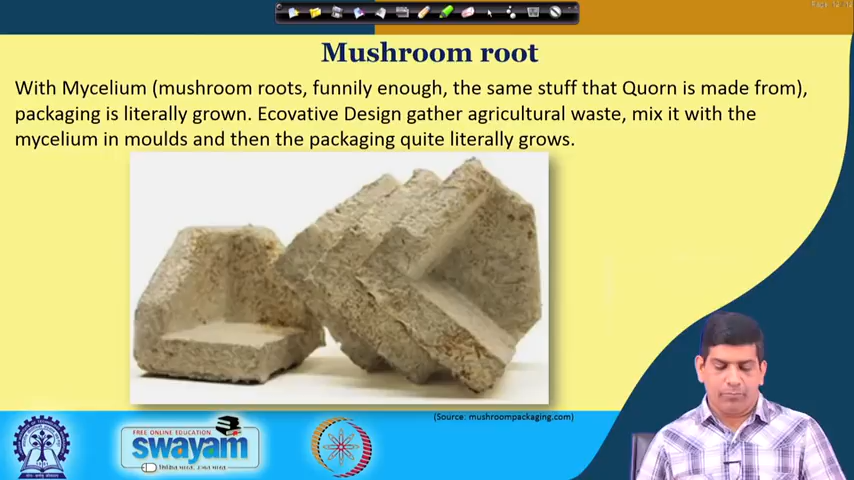 Mushroom root
With Mycelium (mushroom roots, funnily enough, the same stuff that Quorn is made from),
packaging is literally grown. Ecovative Design gather agricultural waste, mix it with the
mycelium in moulds and then the packaging quite literally grows.
(Source: mushroompackaging.com)
FREE ONLINE EDUCATION
swayam